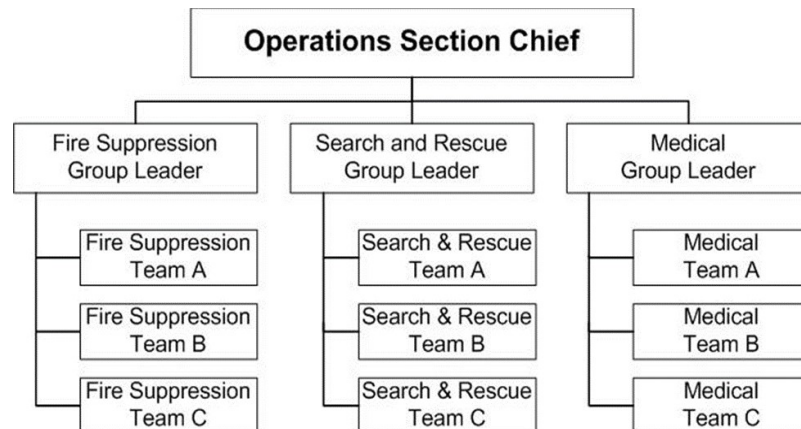 Operations Section Chief
Fire Suppression
Group Leader
Search and Rescue
Group Leader
Medical
Group Leader
Fire Suppression
Team A
Search & Rescue
Team A
Medical
Team A
Fire Suppression
Team B
Search & Rescue
Team B
Medical
Team B
Fire Suppression
Team C
Search & Rescue
Team C
Medical
Team C